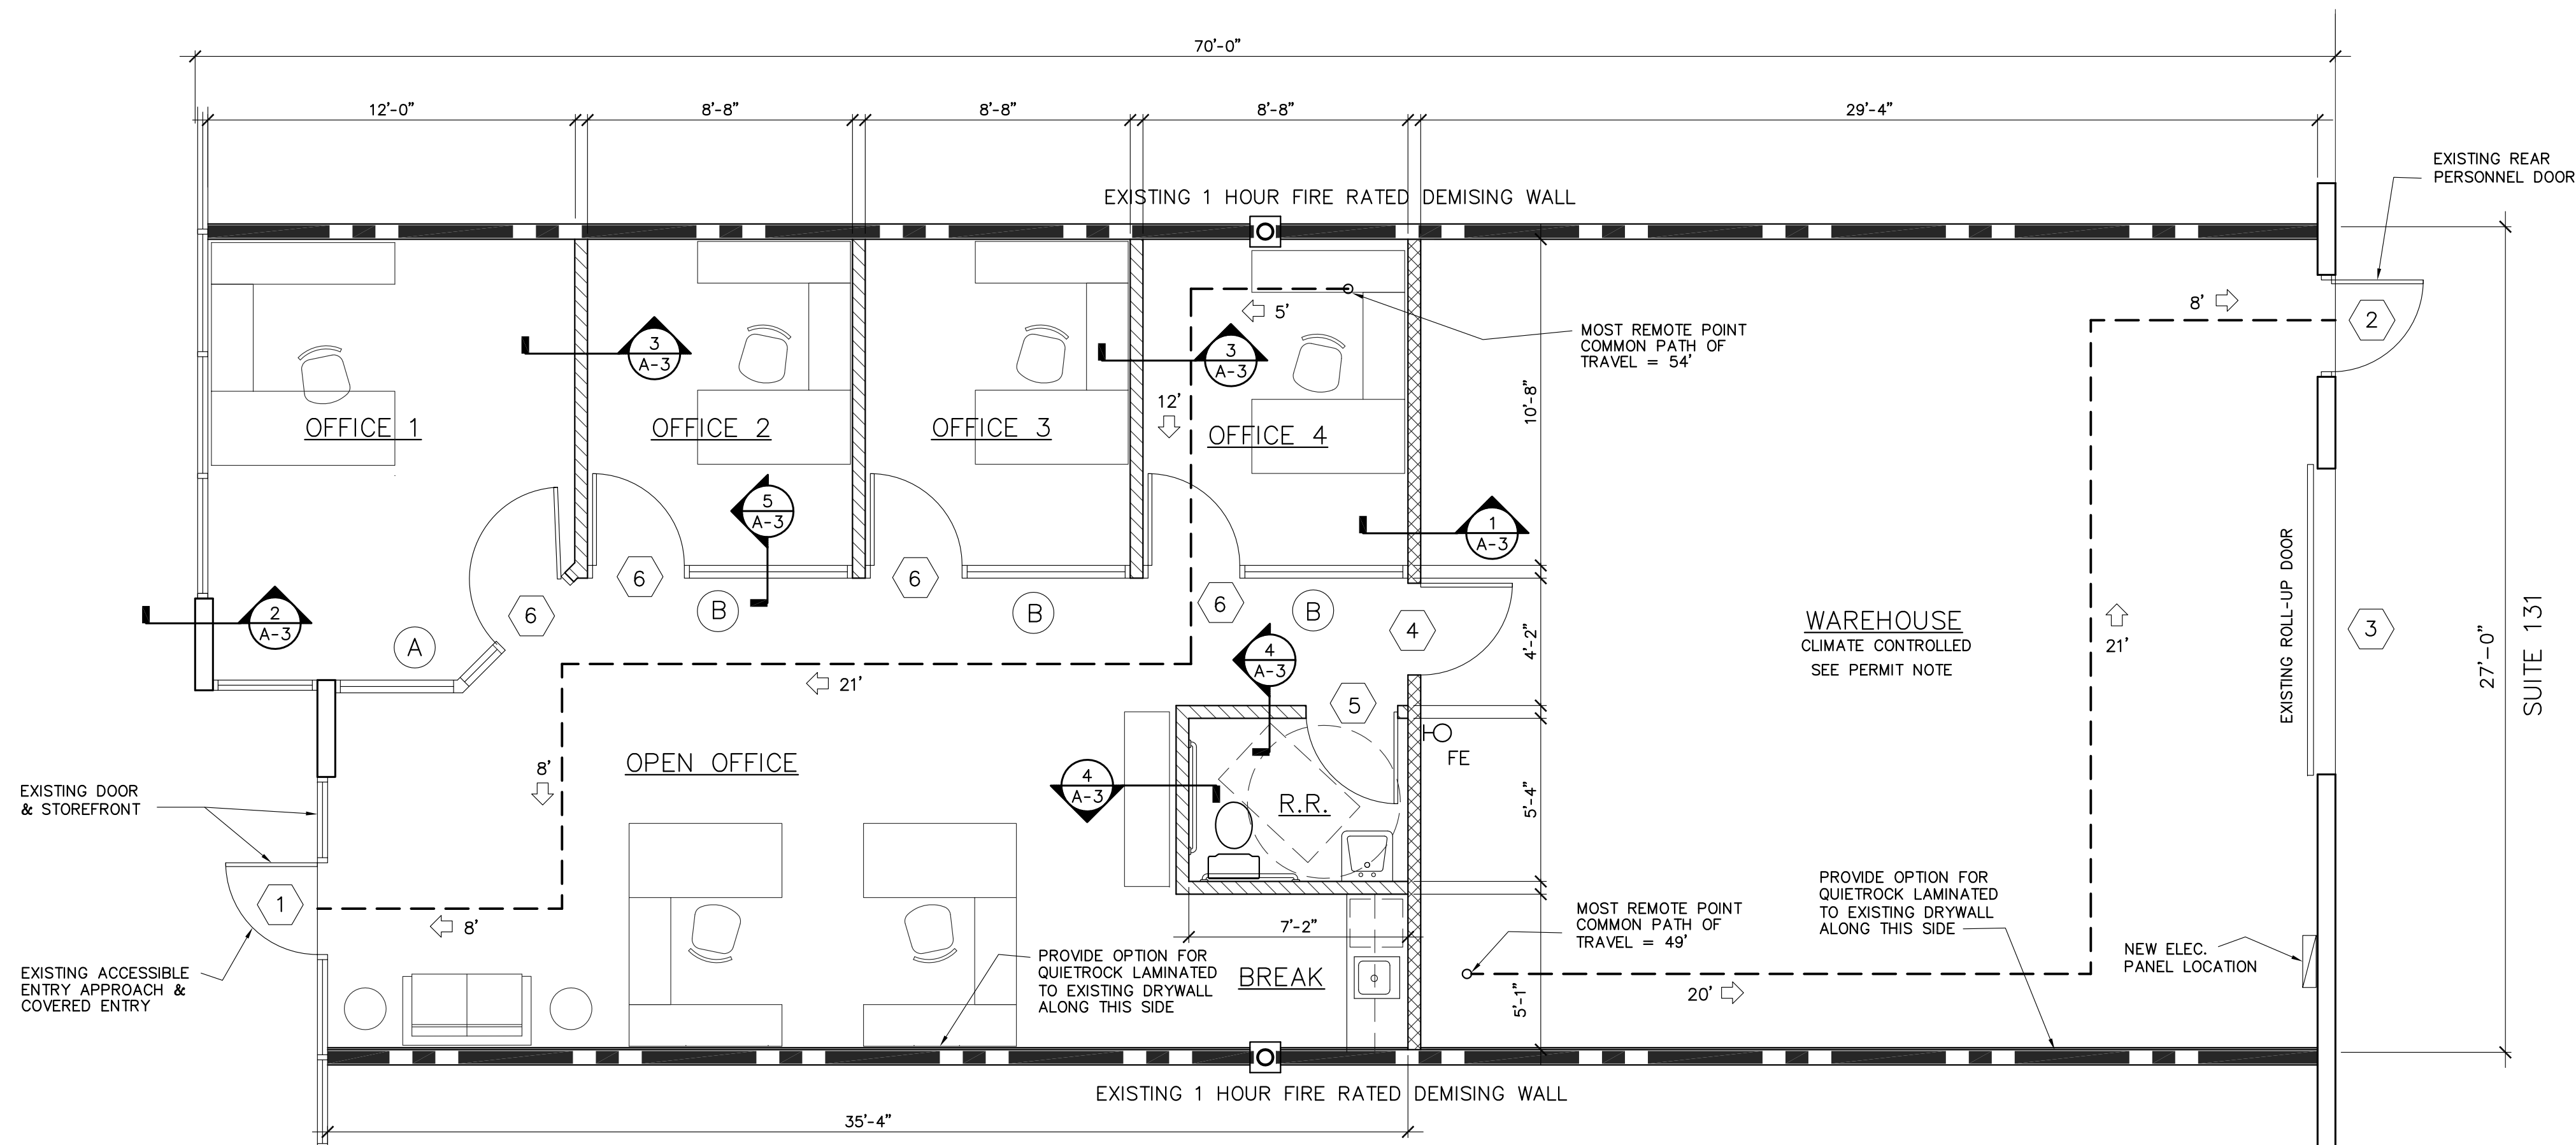 70'-0"
12'-0"
8'-8"
8'-8"
8'-8"
29'-4"
EXISTING REAR
PERSONNEL DOOR
EXISTING 1 HOUR FIRE RATED DEMISING WALL
5'
8'
2
MOST REMOTE POINT
COMMON PATH OF
TRAVEL = 54'
3
A-3
3
A-3
12'
10'-8"
OFFICE 1
OFFICE 2
OFFICE 3
OFFICE 4
5
A-3
1
A-3
6
6
6
6
2
A-3
A
B
B
B
4
4'-2"
WAREHOUSE
CLIMATE CONTROLLED
SEE PERMIT NOTE
21'
EXISTING ROLL-UP DOOR
3
27'-0"
SUITE 131
4
A-3
21'
5
FE
OPEN OFFICE
8'
4
A-3
R.R.
5'-4"
EXISTING DOOR
& STOREFRONT
1
8'
7'-2"
MOST REMOTE POINT
COMMON PATH OF
TRAVEL = 49'
PROVIDE OPTION FOR
QUIETROCK LAMINATED
TO EXISTING DRYWALL
ALONG THIS SIDE
NEW ELEC.
PANEL LOCATION
EXISTING ACCESSIBLE
ENTRY APPROACH &
COVERED ENTRY
PROVIDE OPTION FOR
QUIETROCK LAMINATED
TO EXISTING DRYWALL
ALONG THIS SIDE
BREAK
5'-1"
20'
EXISTING 1 HOUR FIRE RATED DEMISING WALL
35'-4"